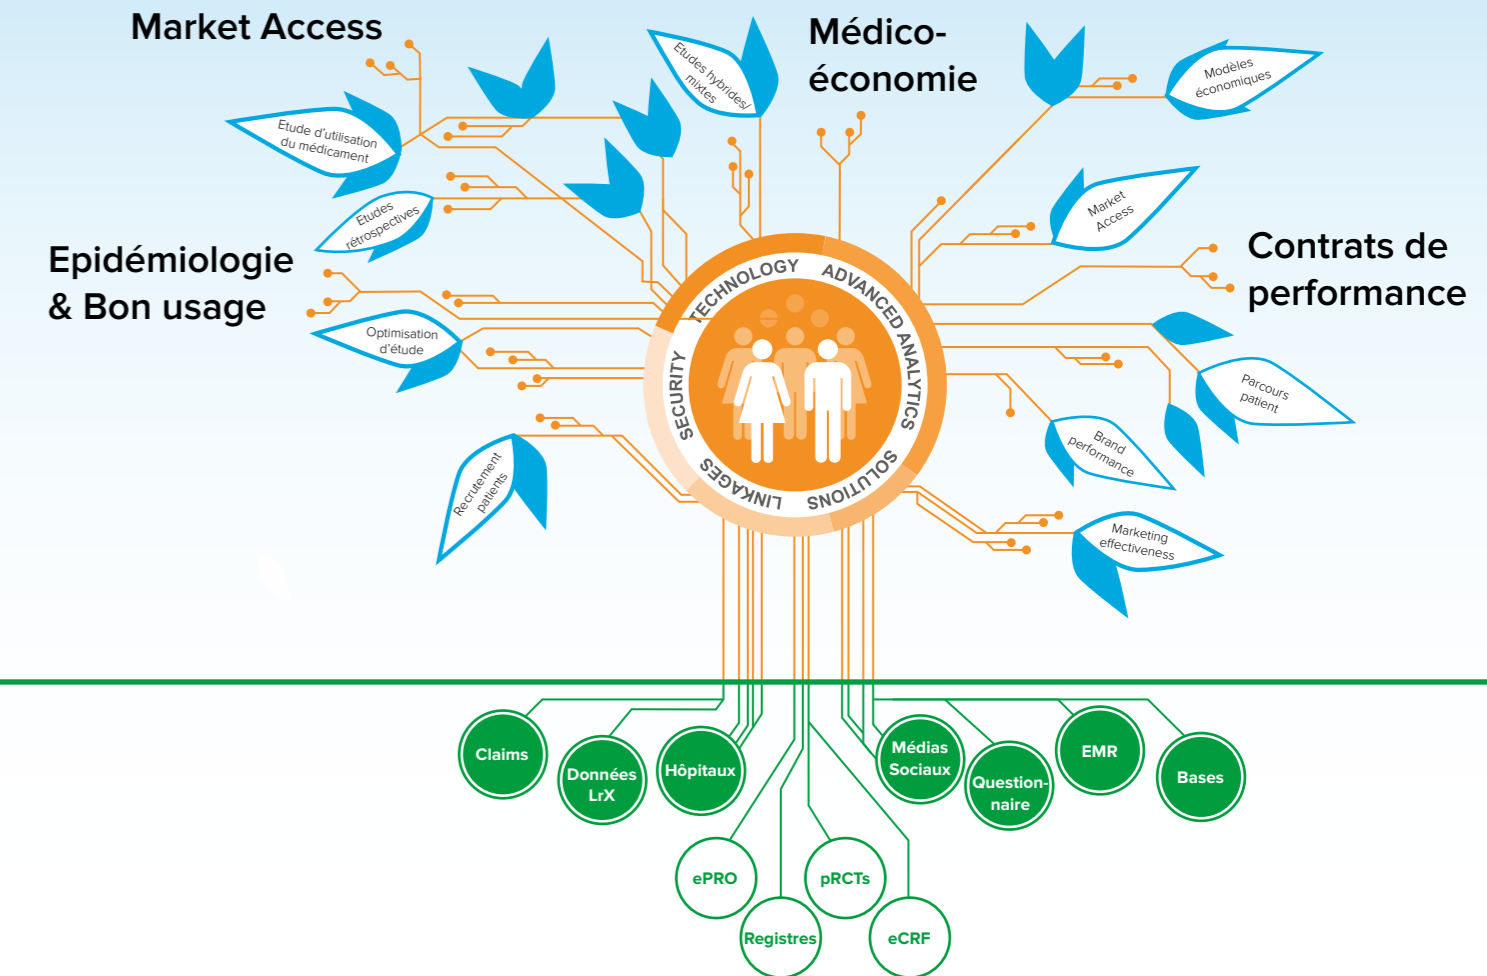 Market Access
Médico-
économie
Etudes hybrides/
mixtes
Modèles
économiques
Etude d'utilisation
du médicament
Etudes
rétrospectives
Market
Access
Epidémiologie
& Bon usage
Contrats de
performance
Optimisation
d'étude
Parcours
patient
Brand
performance
Recrutement
patients
Marketing
effectiveness
TECHNOLOGY
ADVANCED ANALYTICS
SOLUTIONS
LINKAGES
SECURITY
Claims
Données
LrX
Hôpitaux
Médias
Sociaux
Question-
naire
EMR
Bases
ePRO
pRCTs
Registres
eCRF